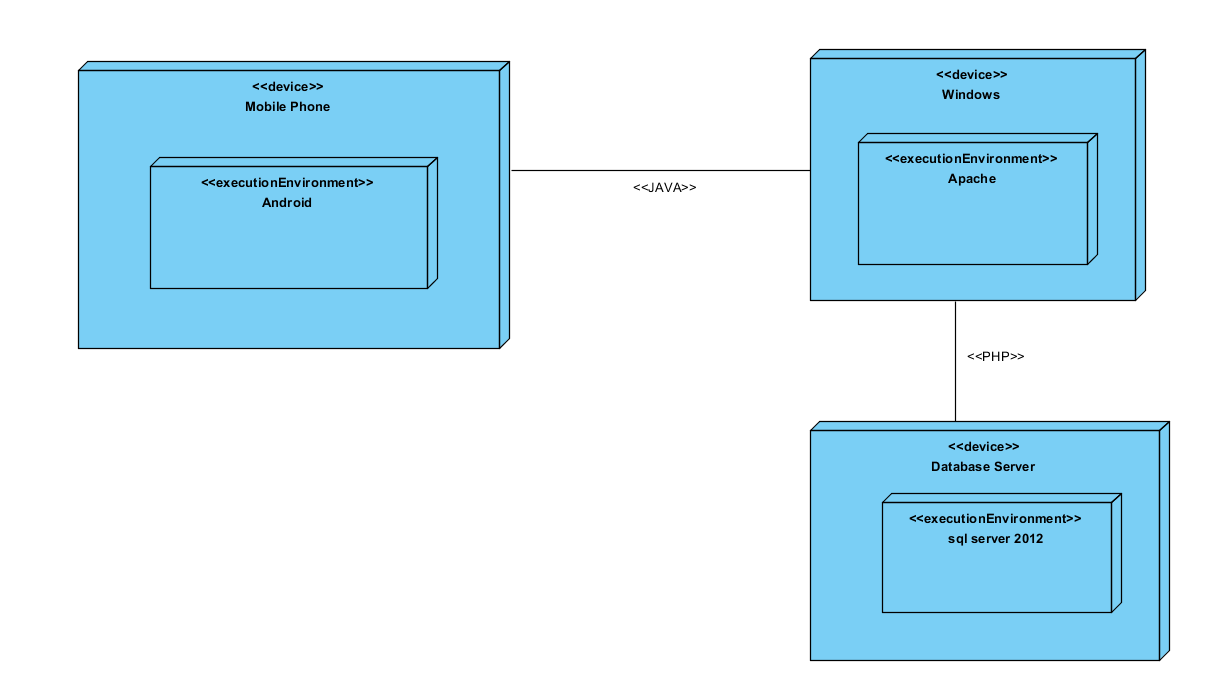 <<device>>
Mobile Phone
<<executionEnvironment>>
Android
<<JAVA>>
<<device>>
Windows
<<executionEnvironment>>
Apache
<<PHP>>
<<device>>
Database Server
<<executionEnvironment>>
sql server 2012